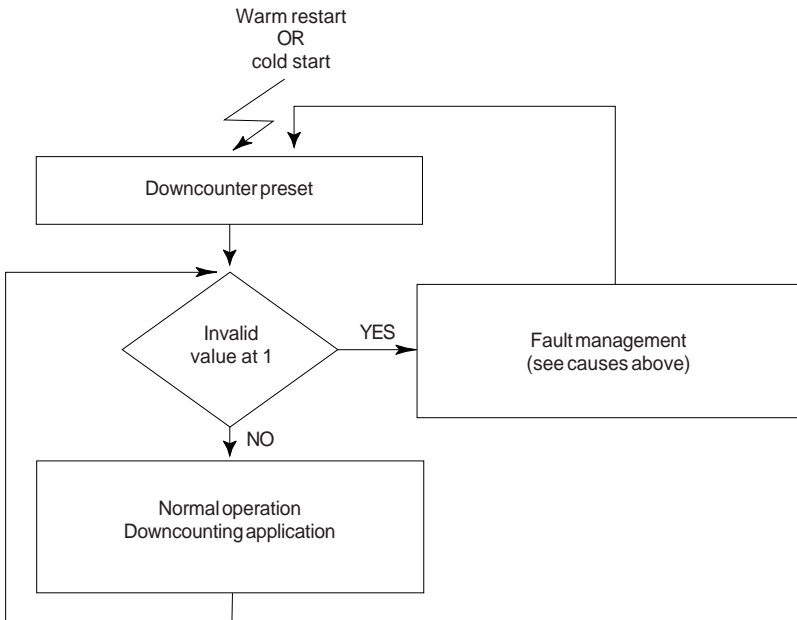 Warm restart
OR
cold start
Downcounter preset
Invalid
value at 1
YES
Fault management
(see causes above)
NO
Normal operation
Downcounting application